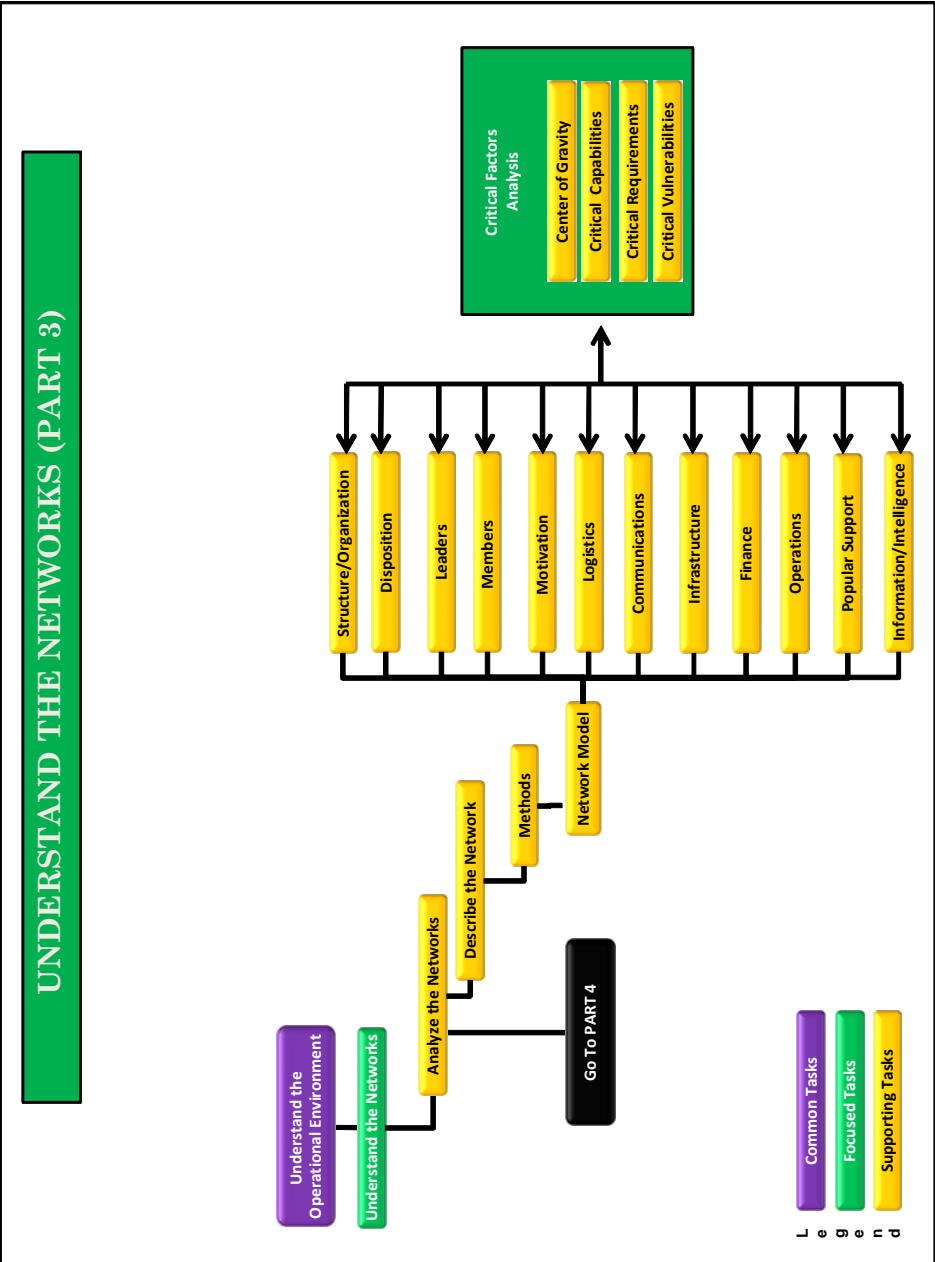 UNDERSTAND THE NETWORKS (PART 3)
Understand the
Operational Environment
Understand the Networks
Analyze the Networks
Describe the Network
Methods
Network Model
Go To PART 4
Structure/Organization
Disposition
Leaders
Members
Motivation
Logistics
Communications
Infrastructure
Finance
Operations
Popular Support
Information/Intelligence
Critical Factors
Analysis
Center of Gravity
Critical Capabilities
Critical Requirements
Critical Vulnerabilities
L e
g e
n d
Common Tasks
Focused Tasks
Supporting Tasks